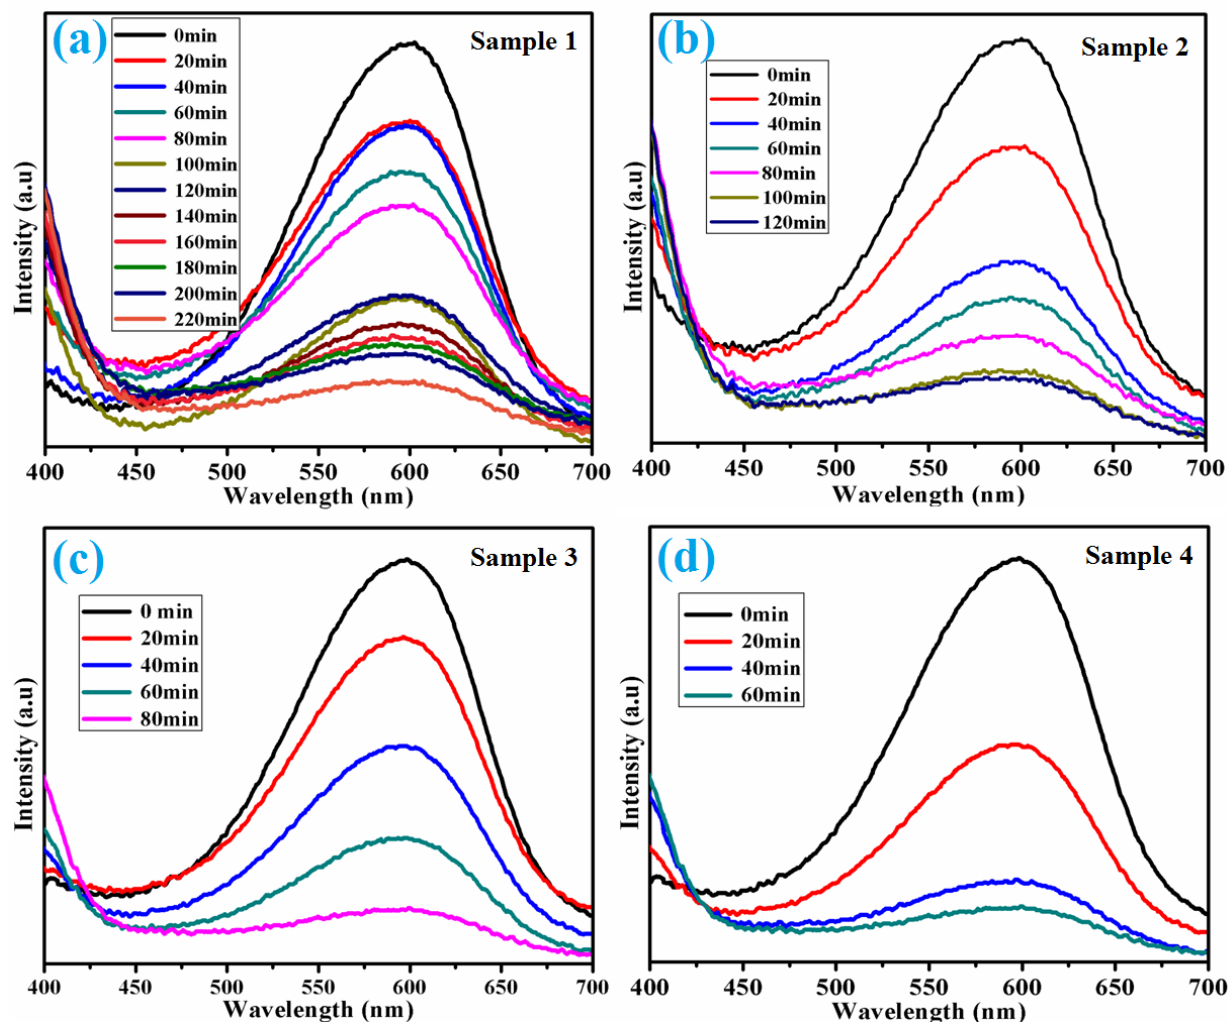 (a)
Sample 1
0min
20min
40min
60min
80min
100min
120min
140min
160min
180min
200min
220min
Intensity (a.u)
400 450 500 550 600 650 700
Wavelength (nm)
(b)
Sample 2
0min
20min
40min
60min
80min
100min
120min
Intensity (a.u)
400 450 500 550 600 650 700
Wavelength (nm)
(c)
Sample 3
0 min
20min
40min
60min
80min
Intensity (a.u)
400 450 500 550 600 650 700
Wavelength (nm)
(d)
Sample 4
0min
20min
40min
60min
Intensity (a.u)
400 450 500 550 600 650 700
Wavelength (nm)